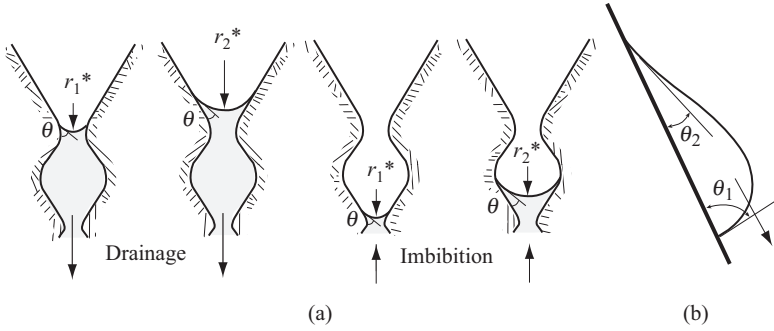 r₁*
θ
r₂*
θ
r₁*
θ
r₂*
θ
θ₂
θ₁
Drainage
Imbibition
(a)
(b)